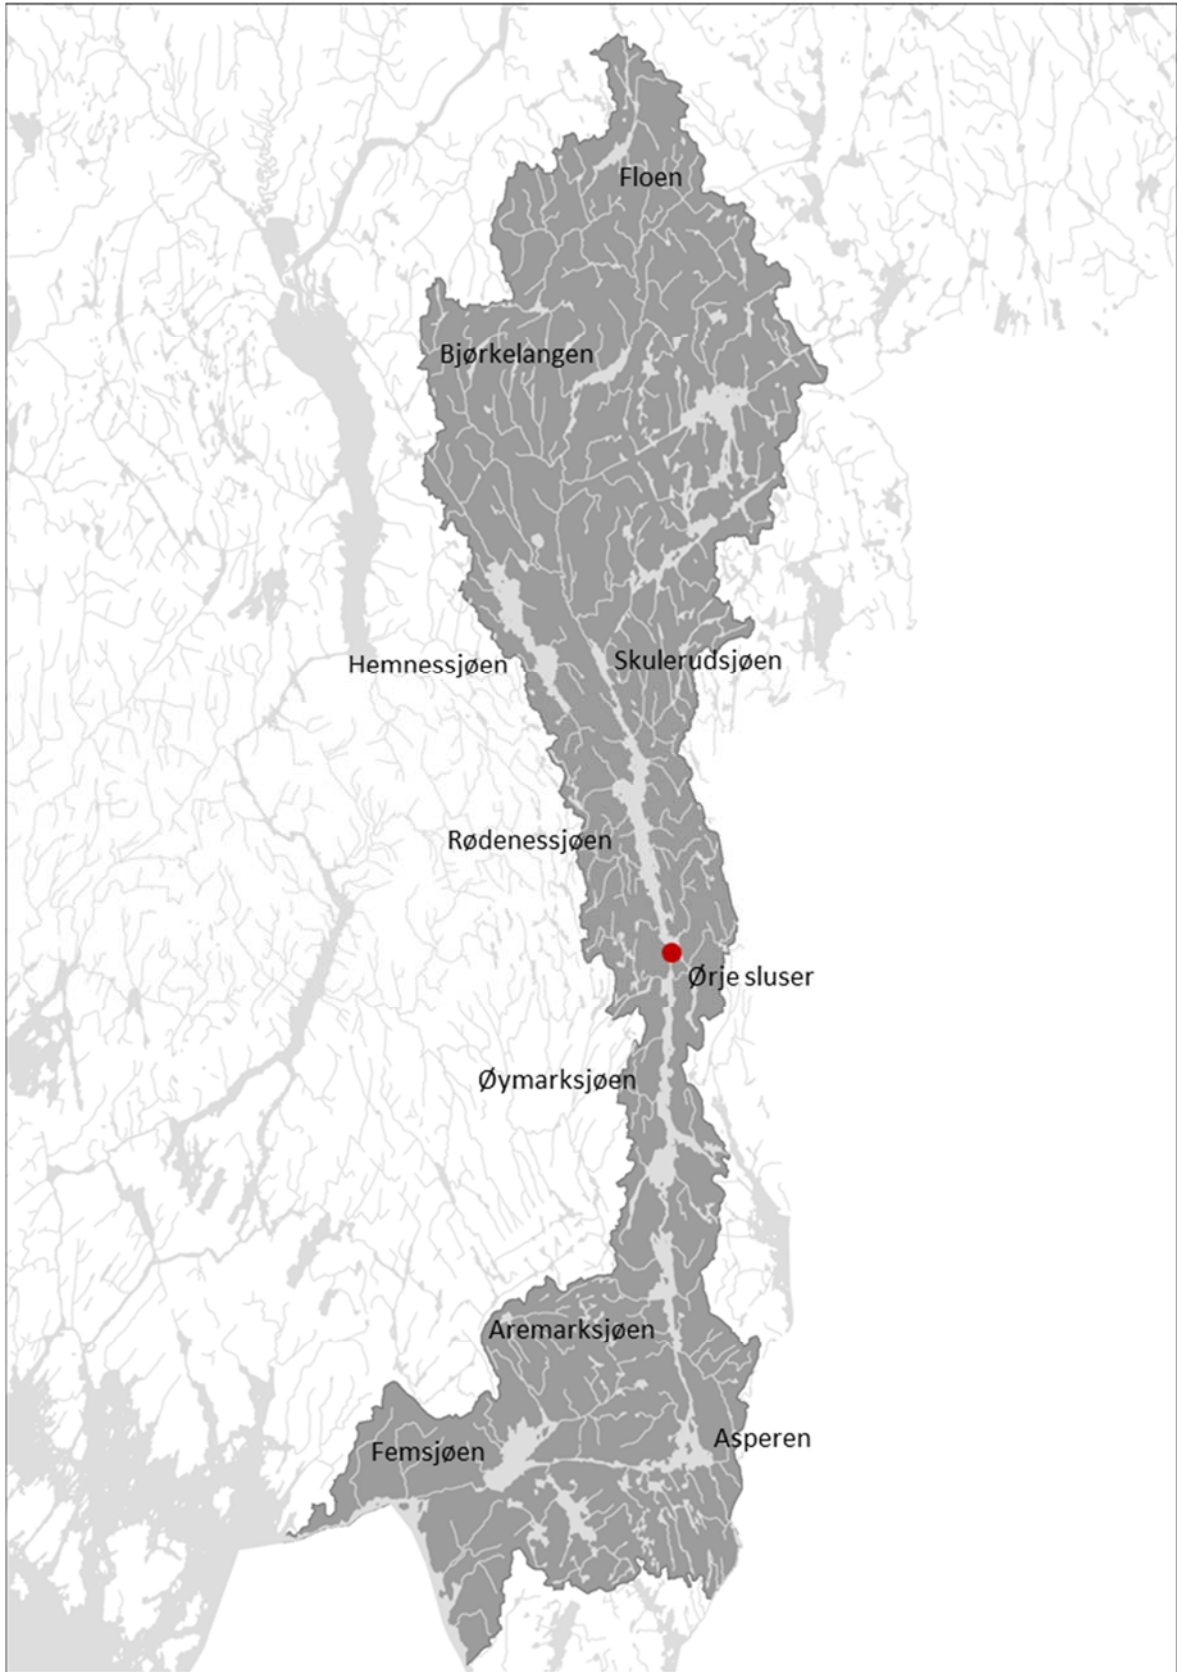 Floen
Bjørkelangen
Hemnessjøen
Skulerudsjøen
Rødenessjøen
Ørje sluser
Øymarksjøen
Aremarksjøen
Asperen
Femsjøen